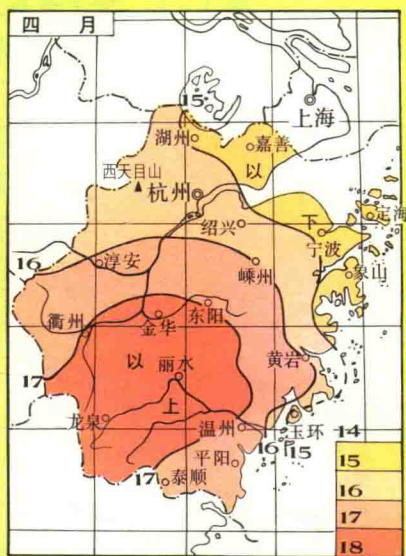 四 月
15
上海
湖州
嘉善
西天目山
以
杭州
定海
绍兴
下
宁波
16
淳安
嵊州
象山
衢州
金华
东阳
以
丽水
黄岩
17
上
龙泉
温州
玉环
14
16
15
平阳
15
17
泰顺
16
17
18